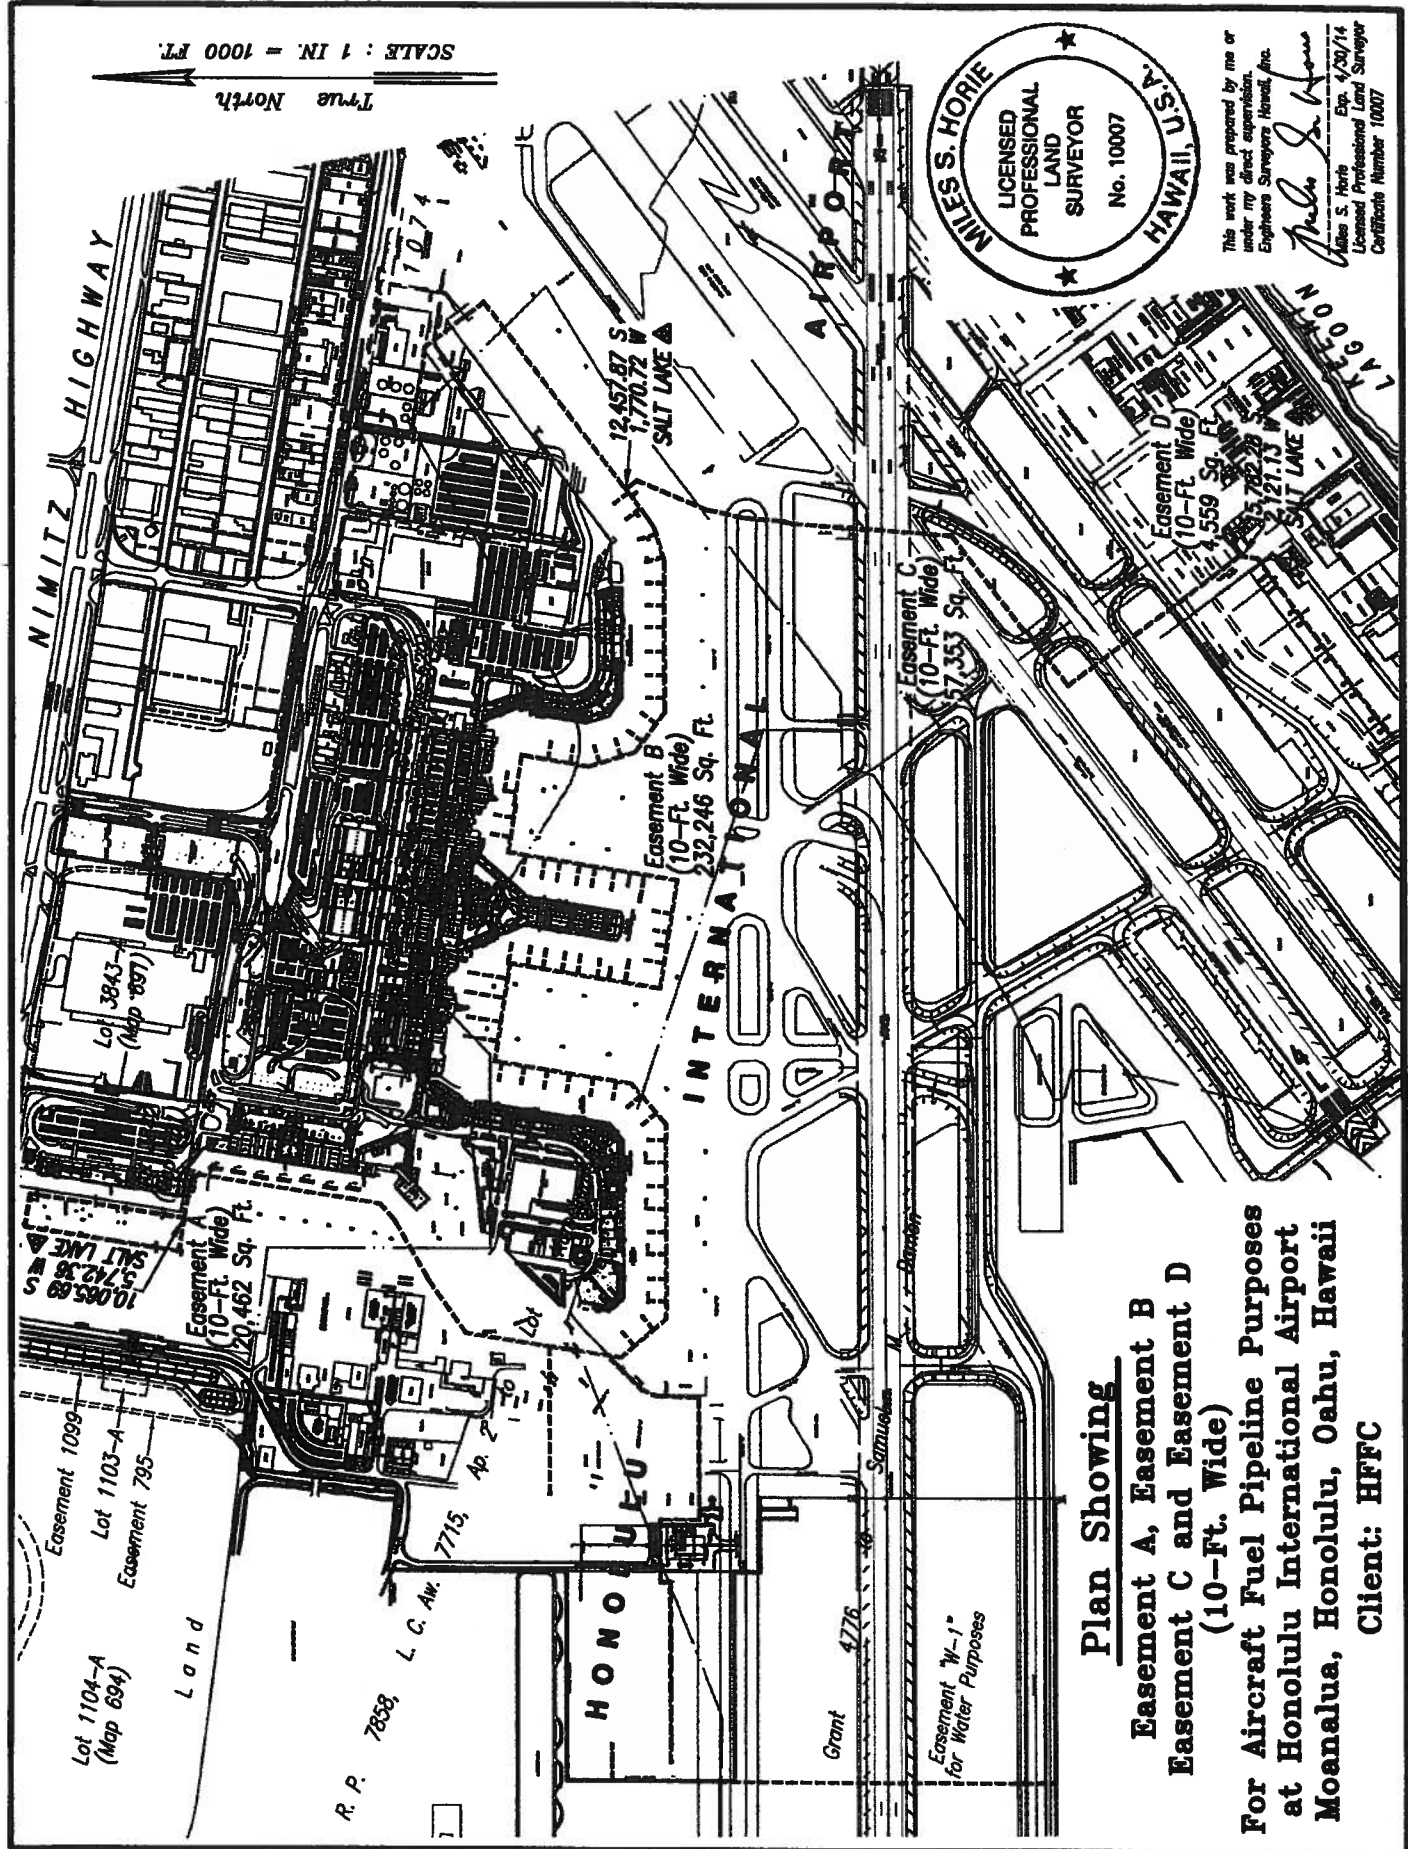 Plan Showing
Easement A, Easement B
Easement C and Easement D
(10-Ft. Wide)
For Aircraft Fuel Pipeline Purposes
at Honolulu International Airport
Moanalua, Honolulu, Oahu, Hawaii
Client: HFFC
True North
SCALE : 1 IN. = 1000 FT.
NIMITZ HIGHWAY
HONOLULU
INTERNATIONAL
AIRPORT
KEEHI
LAGOON
Lot 1104-A
(Map 694)
Land
Easement 1099
Lot 1103-A
Easement 795
R. P. 7858, L. C. Aw. 7715, Ap. 2 to
Lot
10,065.69 S
5,742.36 W
SALT LAKE
Easement A
(10-Ft. Wide)
20,462 Sq. Ft.
Lot 3843-A
(Map 697)
Easement B
(10-Ft. Wide)
232,246 Sq. Ft.
1074
12,457.87 S
1,770.72 W
SALT LAKE
Easement C
(10-Ft. Wide)
57,353 Sq. Ft.
Easement D
(10-Ft. Wide)
4,559 Sq. Ft.
SALT LAKE
Grant 4776 to Samuel M. Damon
Easement "W-1"
for Water Purposes
MILES S. HORIE
LICENSED
PROFESSIONAL
LAND
SURVEYOR
No. 10007
HAWAII, U.S.A.
This work was prepared by me or
under my direct supervision.
Engineers Surveyors Hawaii, Inc.
Miles S. Horie Exp. 4/30/14
Licensed Professional Land Surveyor
Certificate Number 10007